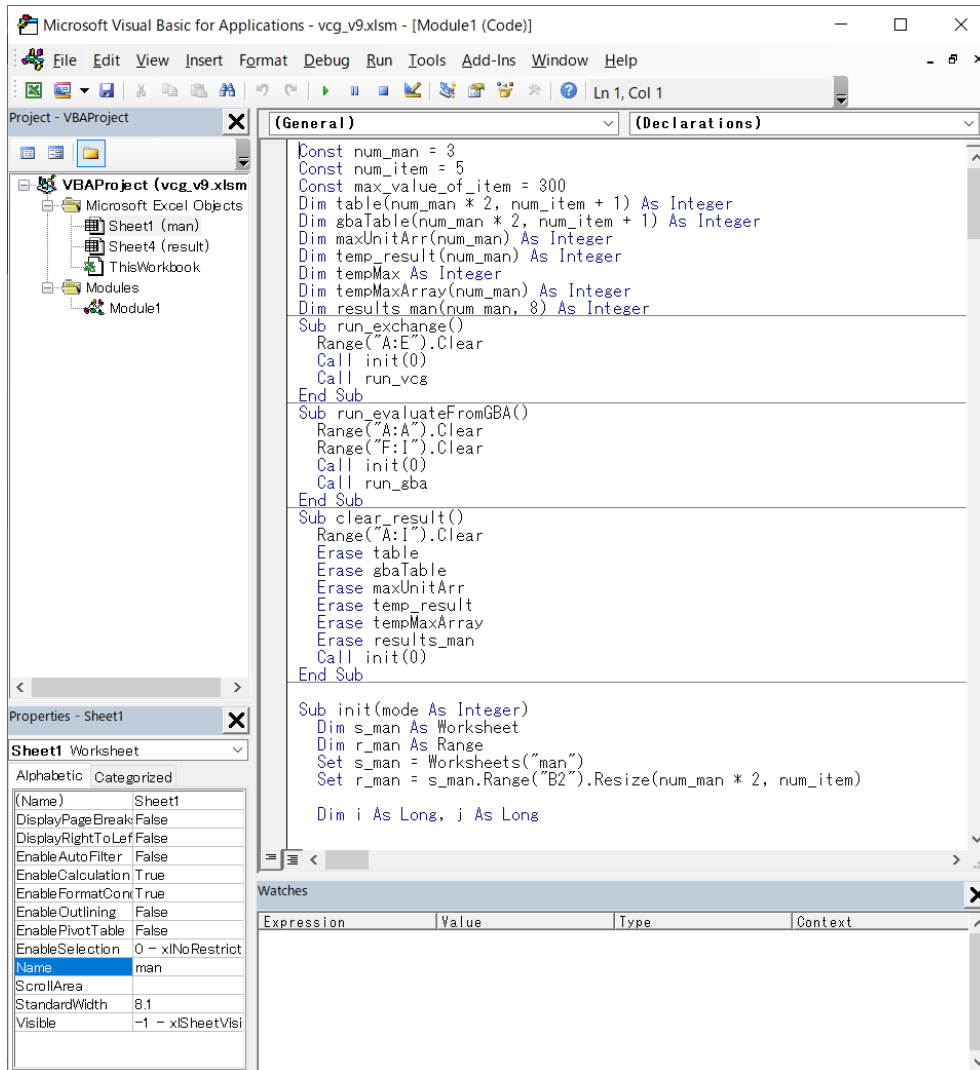 Microsoft Visual Basic for Applications - vcg_v9.xlsm - [Module1 (Code)]
File Edit View Insert Format Debug Run Tools Add-Ins Window Help
Ln 1, Col 1
Project - VBAProject
VBAProject (vcg_v9.xlsm
Microsoft Excel Objects
Sheet1 (man)
Sheet4 (result)
ThisWorkbook
Modules
Module1
Properties - Sheet1
Sheet1 Worksheet
Alphabetic Categorized
(Name) Sheet1
DisplayPageBreak False
DisplayRightToLef False
EnableAutoFilter False
EnableCalculation True
EnableFormatCon True
EnableOutlining False
EnablePivotTable False
EnableSelection 0 - xlNoRestrict
Name man
ScrollArea
StandardWidth 8.1
Visible -1 - xlSheetVisi
(General) (Declarations)
Const num_man = 3
Const num_item = 5
Const max_value_of_item = 300
Dim table(num_man * 2, num_item + 1) As Integer
Dim gbaTable(num_man * 2, num_item + 1) As Integer
Dim maxUnitArr(num_man) As Integer
Dim temp_result(num_man) As Integer
Dim tempMax As Integer
Dim tempMaxArray(num_man) As Integer
Dim results_man(num_man, 8) As Integer
Sub run_exchange()
Range("A:E").Clear
Call init(0)
Call run_vcg
End Sub
Sub run_evaluateFromGBA()
Range("A:A").Clear
Range("F:I").Clear
Call init(0)
Call run_gba
End Sub
Sub clear_result()
Range("A:I").Clear
Erase table
Erase gbaTable
Erase maxUnitArr
Erase temp_result
Erase tempMaxArray
Erase results_man
Call init(0)
End Sub
Sub init(mode As Integer)
Dim s_man As Worksheet
Dim r_man As Range
Set s_man = Worksheets("man")
Set r_man = s_man.Range("B2").Resize(num_man * 2, num_item)
Dim i As Long, j As Long
Watches
Expression Value Type Context